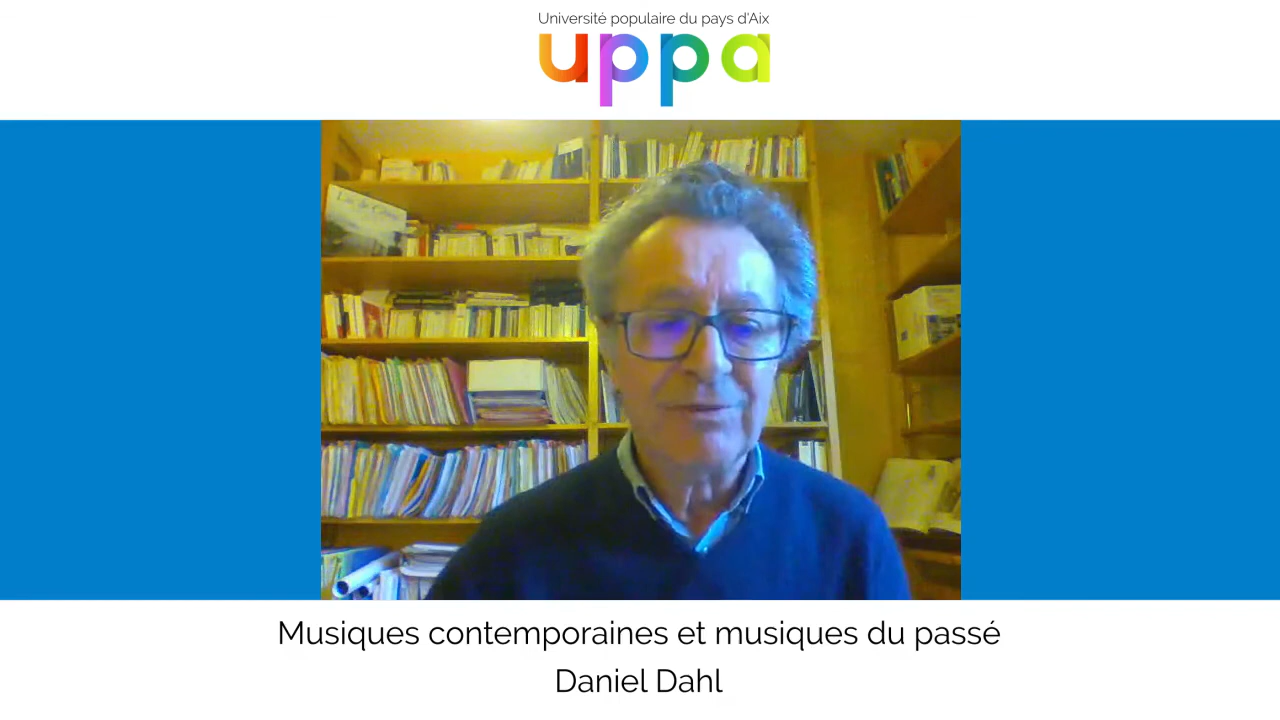 Université populaire du pays d'Aix
uppa
Musiques contemporaines et musiques du passé
Daniel Dahl